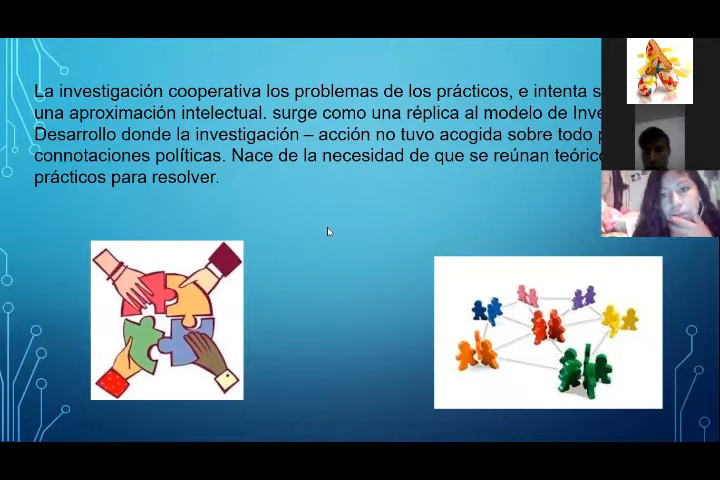 La investigación cooperativa los problemas de los prácticos, e intenta
una aproximación intelectual. surge como una réplica al modelo de
Desarrollo donde la investigación – acción no tuvo acogida sobre todo
connotaciones políticas. Nace de la necesidad de que se reúnan
prácticos para resolver.